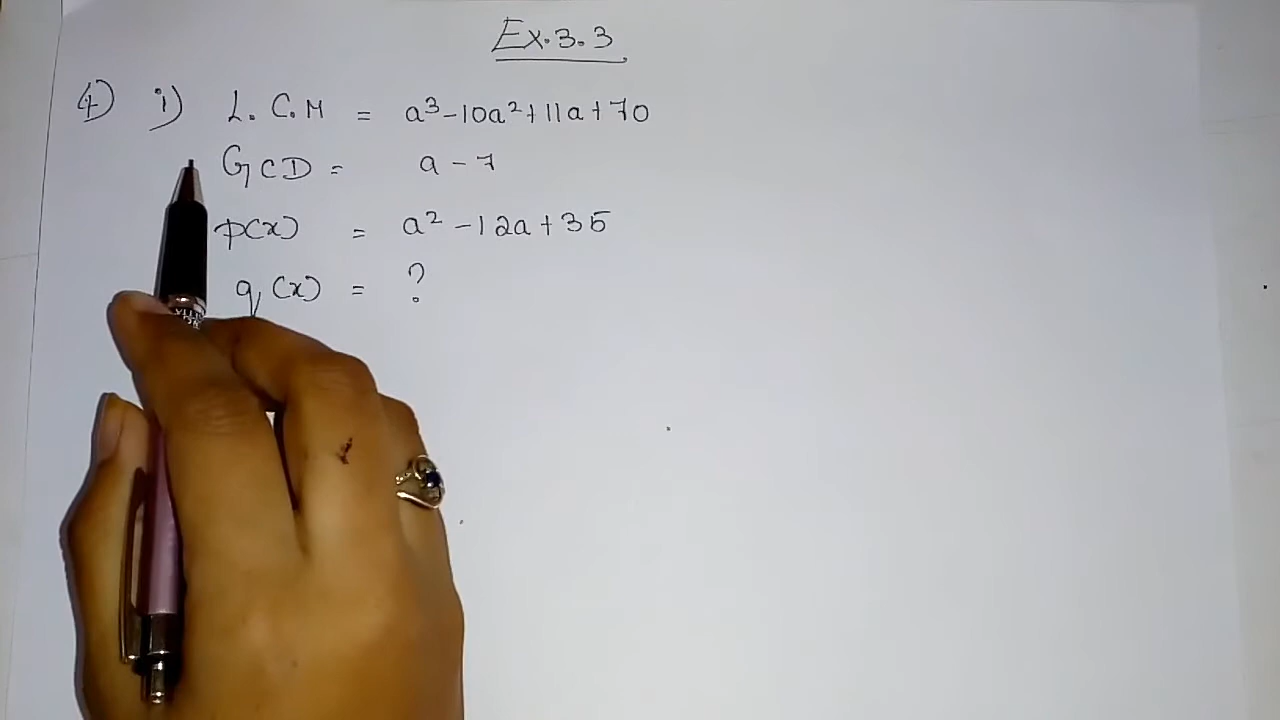 Ex.3.3
4) i) L.C.M = a³-10a²+11a+70
GCD = a-7
p(x) = a²-12a+35
q(x) = ?